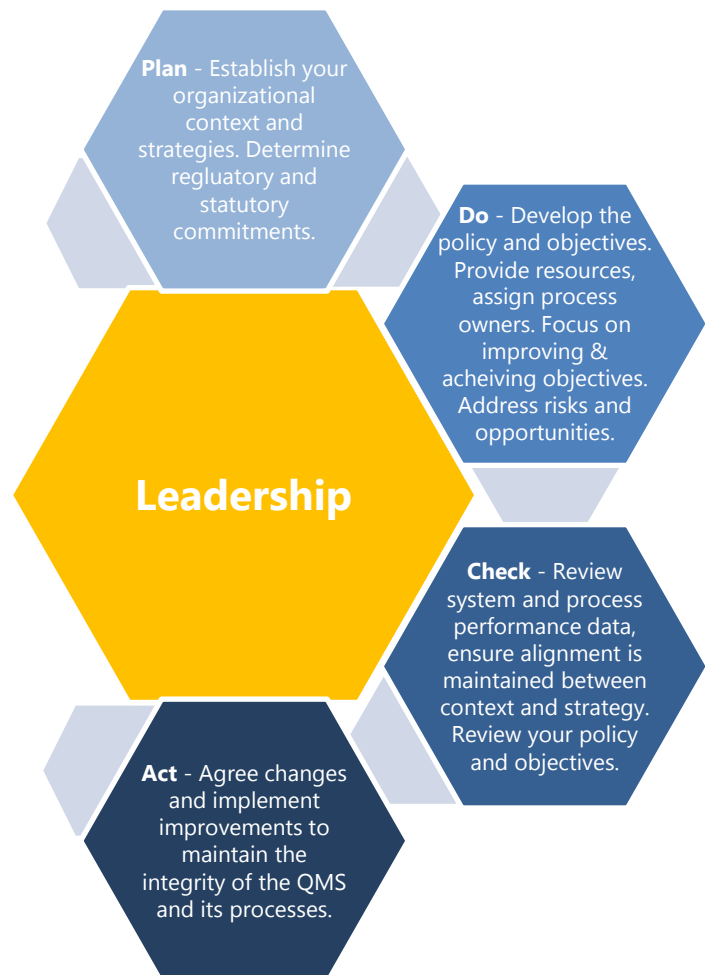 Plan - Establish your
organizational
context and
strategies. Determine
regluatory and
statutory
commitments.
Do - Develop the
policy and objectives.
Provide resources,
assign process
owners. Focus on
improving &
acheiving objectives.
Address risks and
opportunities.
Leadership
Check - Review
system and process
performance data,
ensure alignment is
maintained between
context and strategy.
Review your policy
and objectives.
Act - Agree changes
and implement
improvements to
maintain the
integrity of the QMS
and its processes.